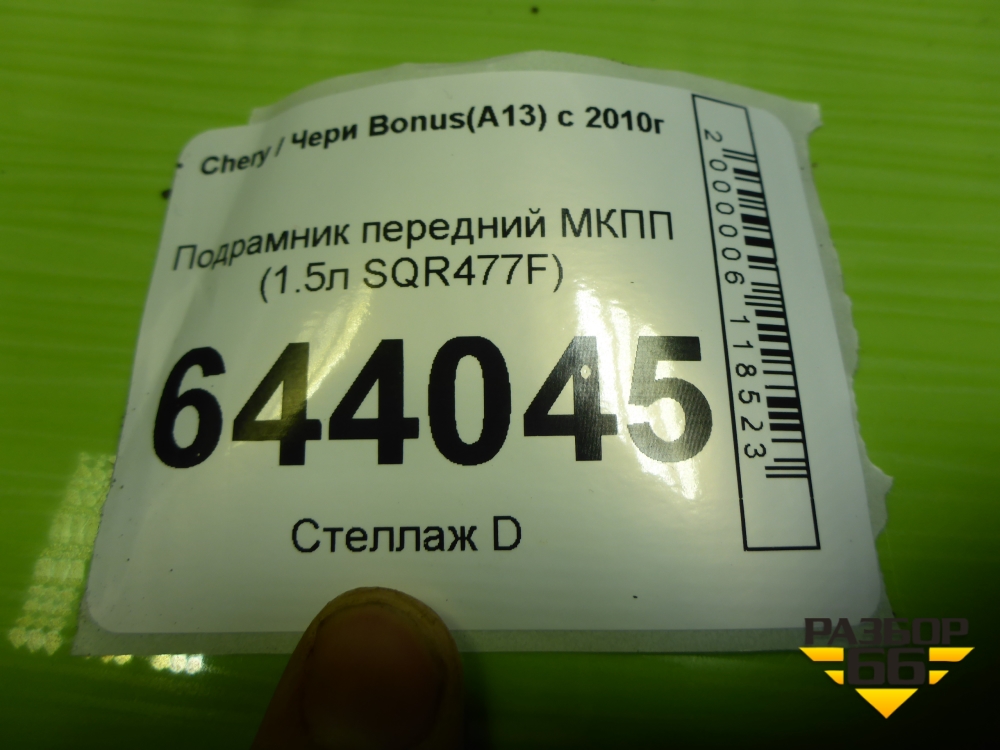 Chery / Чери Bonus(A13) с 2010г
Подрамник передний МКПП
(1.5л SQR477F)
644045
Стеллаж D
2000006118523
РАЗБОР
66